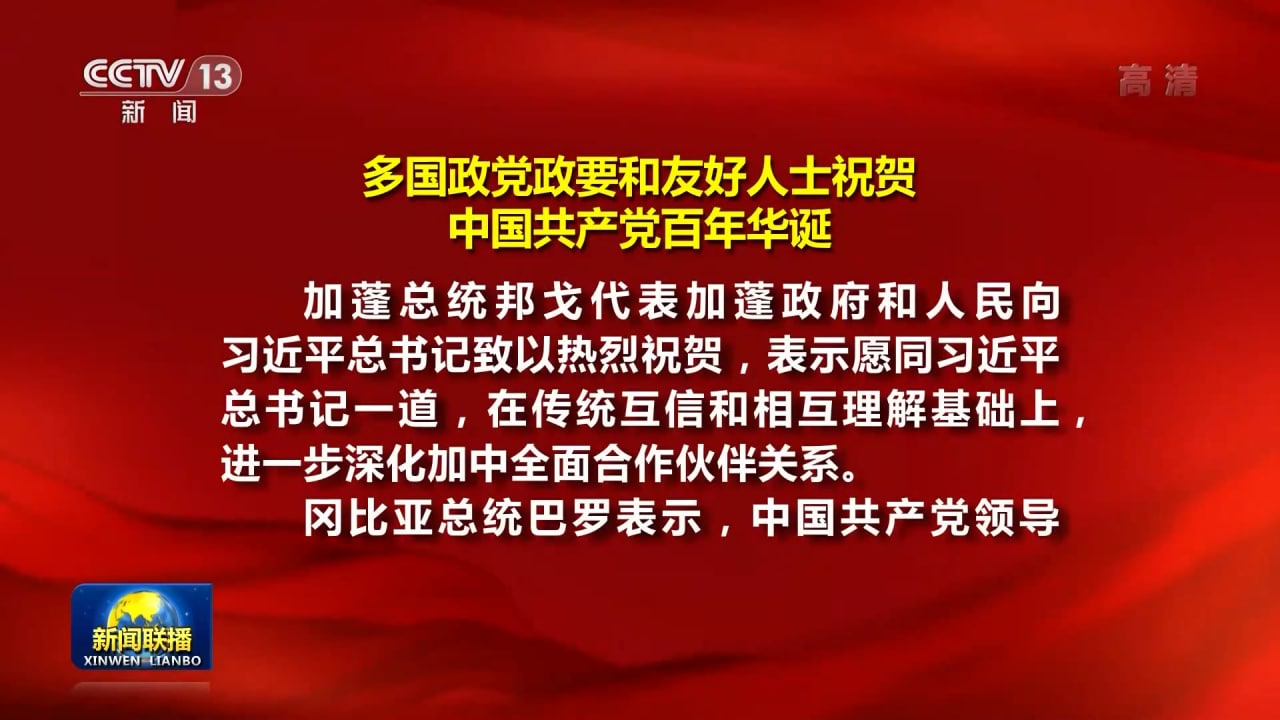 CCTV 13
新闻
高清
多国政党政要和友好人士祝贺
中国共产党百年华诞
加蓬总统邦戈代表加蓬政府和人民向
习近平总书记致以热烈祝贺，表示愿同习近平
总书记一道，在传统互信和相互理解基础上，
进一步深化加中全面合作伙伴关系。
冈比亚总统巴罗表示，中国共产党领导
新闻联播
XINWEN LIANBO